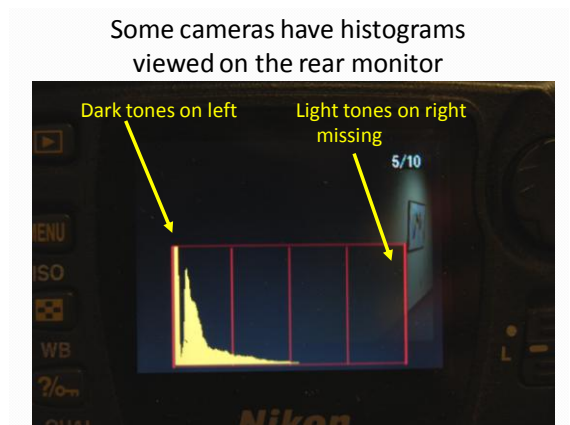 Some cameras have histograms
viewed on the rear monitor
Dark tones on left
Light tones on right
missing
5/10
MENU
ISO
WB
?/
QUAL
L
Nikon